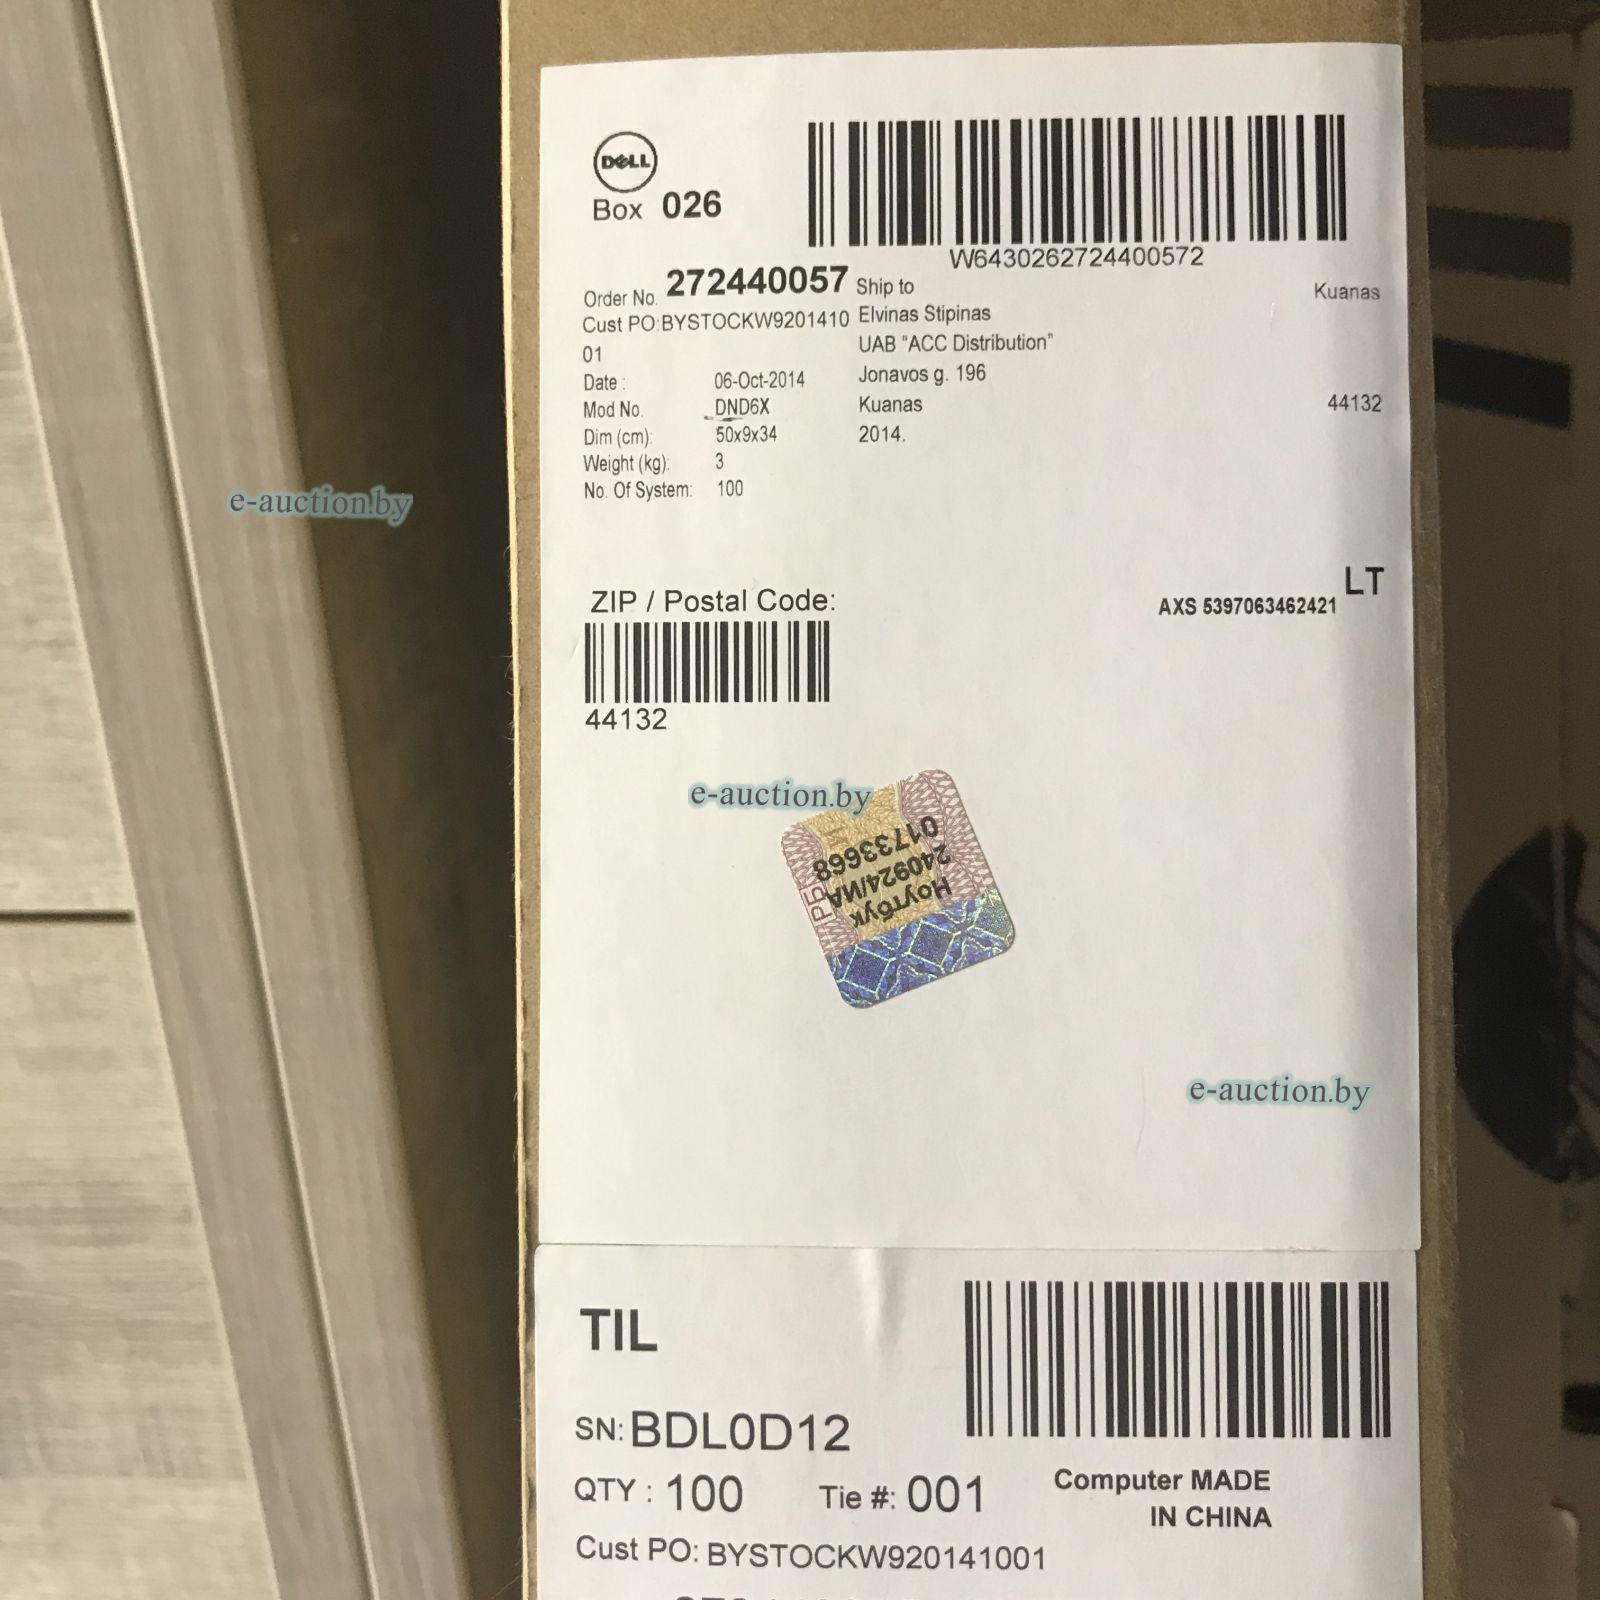 DELL
Box 026
W6430262724400572
Order No. 272440057
Cust PO:BYSTOCKW9201410
01
Date : 06-Oct-2014
Mod No. DND6X
Dim (cm): 50x9x34
Weight (kg): 3
No. Of System: 100
Ship to
Elvinas Stipinas
UAB "ACC Distribution"
Jonavos g. 196
Kuanas
2014.
Kuanas
44132
e-auction.by
LT
AXS 5397063462421
ZIP / Postal Code:
44132
e-auction.by
РБ
Ноутбук
240924/ИА
01733668
e-auction.by
TIL
SN: BDL0D12
QTY : 100 Tie #: 001
Computer MADE
IN CHINA
Cust PO: BYSTOCKW920141001